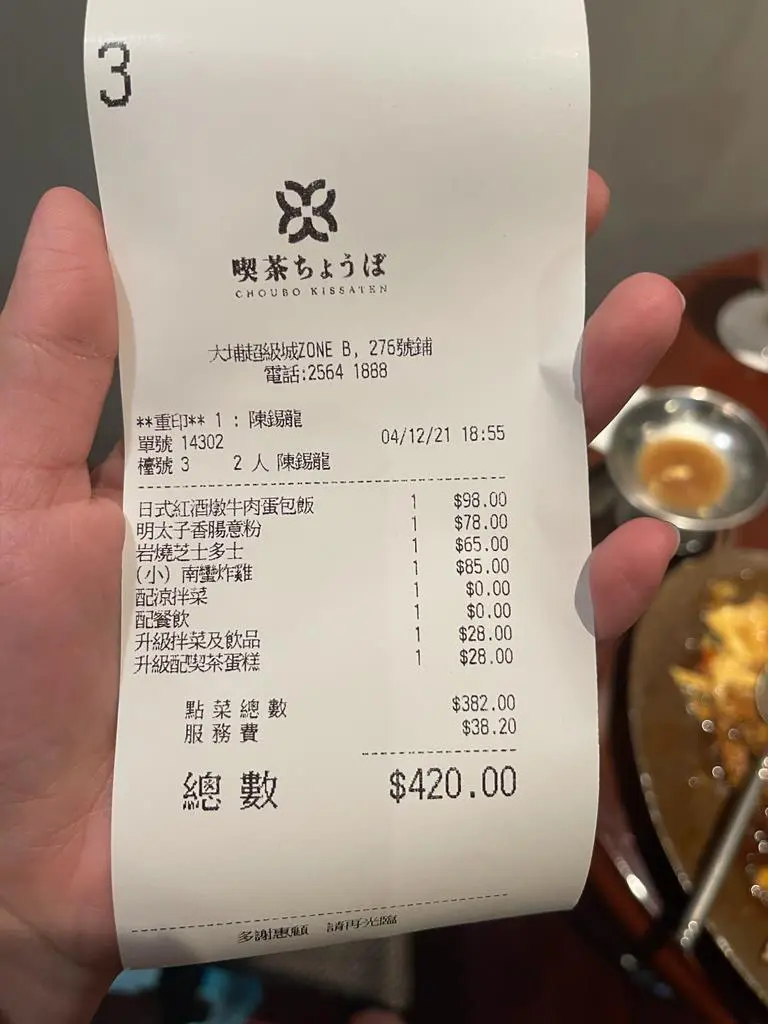 3
喫茶ちょうぼ
CHOUBO KISSATEN
大埔超級城ZONE B, 276號鋪
電話:2564 1888
**重印** 1 : 陳錫龍
單號 14302 04/12/21 18:55
檯號 3 2 人 陳錫龍
日式紅酒燉牛肉蛋包飯 1 $98.00
明太子香腸意粉 1 $78.00
岩燒芝士多士 1 $65.00
(小) 南蠻炸雞 1 $85.00
配涼拌菜 1 $0.00
配餐飲 1 $0.00
升級拌菜及飲品 1 $28.00
升級配喫茶蛋糕 1 $28.00
點菜總數 $382.00
服務費 $38.20
總數 $420.00
多謝惠顧 請再光臨